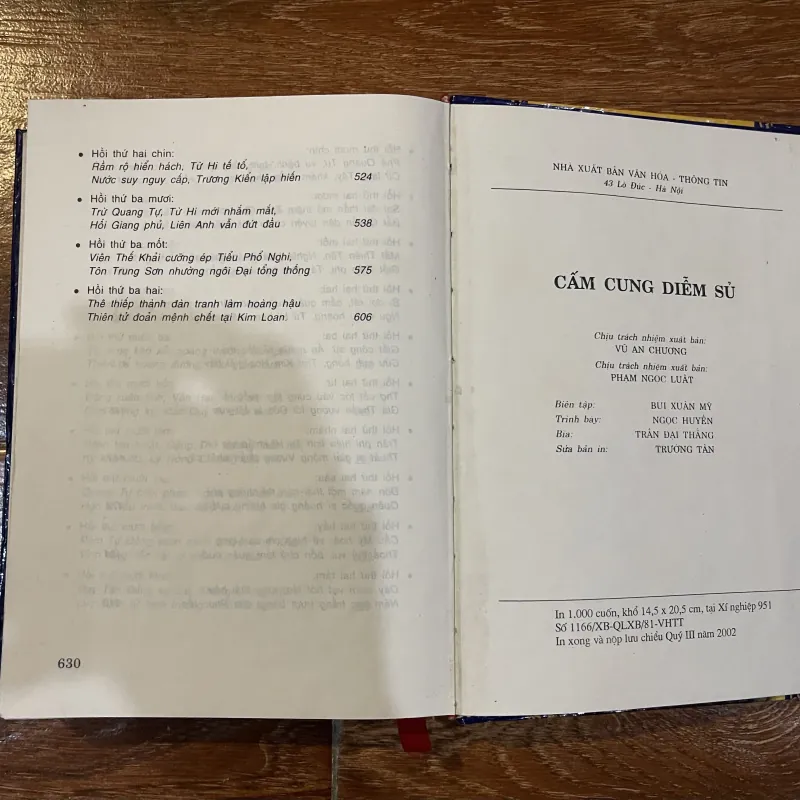 • Hồi thứ hai chín:
Rầm rộ hiển hách, Từ Hi tế tổ,
Nước suy nguy cấp, Trương Kiển lập hiến 524
• Hồi thứ ba mươi:
Trừ Quang Tự, Từ Hi mới nhắm mắt,
Hồi Giang phủ, Liên Anh vẫn đứt đầu 538
• Hồi thứ ba mốt:
Viên Thế Khải cưỡng ép Tiểu Phổ Nghi,
Tôn Trung Sơn nhường ngôi Đại tổng thống 575
• Hồi thứ ba hai:
Thê thiếp thành đàn tranh làm hoàng hậu
Thiên tử đoản mệnh chết tại Kim Loan. 606
630
NHÀ XUẤT BẢN VĂN HÓA - THÔNG TIN
43 Lò Đúc - Hà Nội
CẤM CUNG DIỄM SỬ
Chịu trách nhiệm xuất bản:
VŨ AN CHƯƠNG
Chịu trách nhiệm xuất bản:
PHẠM NGỌC LUẬT
Biên tập: BUI XUÂN MỸ
Trình bày: NGỌC HUYỀN
Bìa: TRẦN ĐẠI THẮNG
Sửa bản in: TRƯƠNG TÂN
In 1.000 cuốn, khổ 14,5 x 20,5 cm, tại Xí nghiệp 951
Số 1166/XB-QLXB/81-VHTT
In xong và nộp lưu chiểu Quý III năm 2002